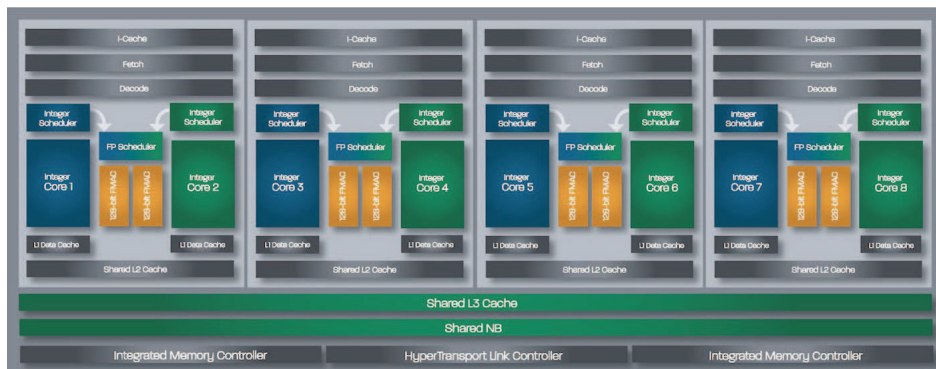 I-Cache
Fetch
Decode
Integer
Scheduler
Integer
Scheduler
FP Scheduler
Integer
Core 1
128-bit FMAC
128-bit FMAC
Integer
Core 2
L1 Data Cache
L1 Data Cache
Shared L2 Cache
I-Cache
Fetch
Decode
Integer
Scheduler
Integer
Scheduler
FP Scheduler
Integer
Core 3
128-bit FMAC
128-bit FMAC
Integer
Core 4
L1 Data Cache
L1 Data Cache
Shared L2 Cache
I-Cache
Fetch
Decode
Integer
Scheduler
Integer
Scheduler
FP Scheduler
Integer
Core 5
128-bit FMAC
128-bit FMAC
Integer
Core 6
L1 Data Cache
L1 Data Cache
Shared L2 Cache
I-Cache
Fetch
Decode
Integer
Scheduler
Integer
Scheduler
FP Scheduler
Integer
Core 7
128-bit FMAC
128-bit FMAC
Integer
Core 8
L1 Data Cache
L1 Data Cache
Shared L2 Cache
Shared L3 Cache
Shared NB
Integrated Memory Controller
HyperTransport Link Controller
Integrated Memory Controller